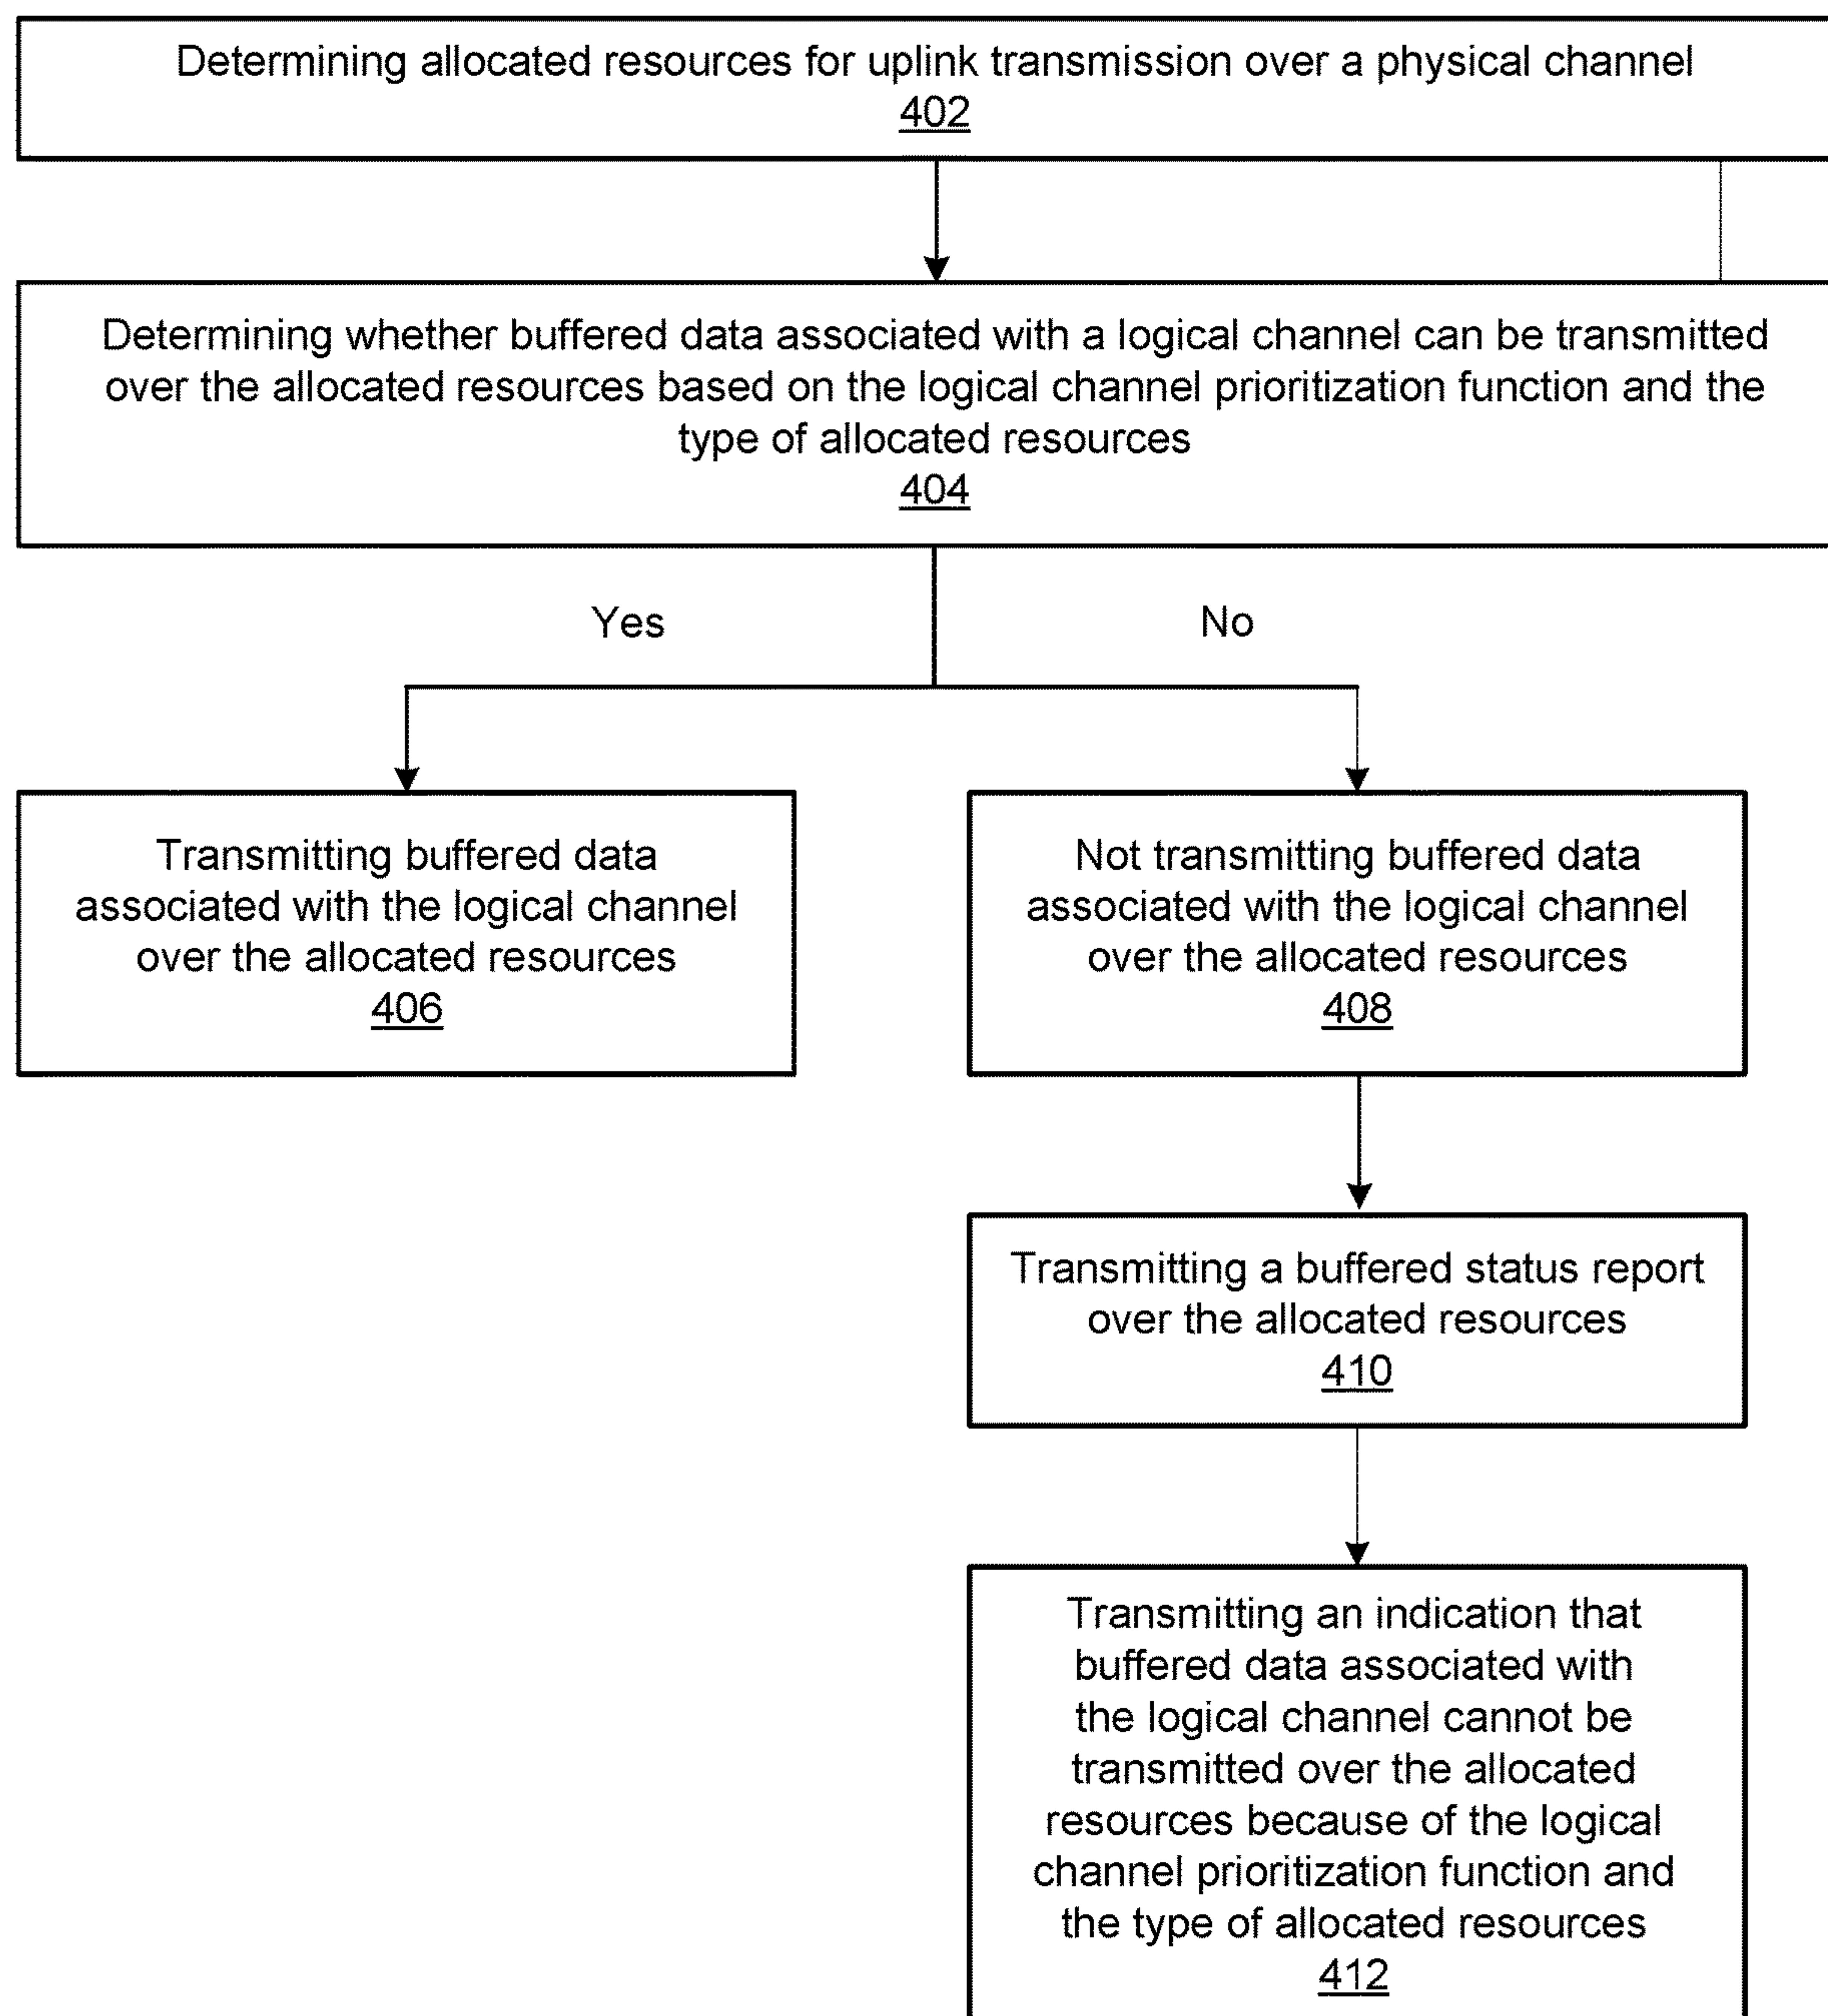 Determining allocated resources for uplink transmission over a physical channel
402
Determining whether buffered data associated with a logical channel can be transmitted
over the allocated resources based on the logical channel prioritization function and the
type of allocated resources
404
Yes
No
Transmitting buffered data
associated with the logical channel
over the allocated resources
406
Not transmitting buffered data
associated with the logical channel
over the allocated resources
408
Transmitting a buffered status report
over the allocated resources
410
Transmitting an indication that
buffered data associated with
the logical channel cannot be
transmitted over the allocated
resources because of the logical
channel prioritization function and
the type of allocated resources
412